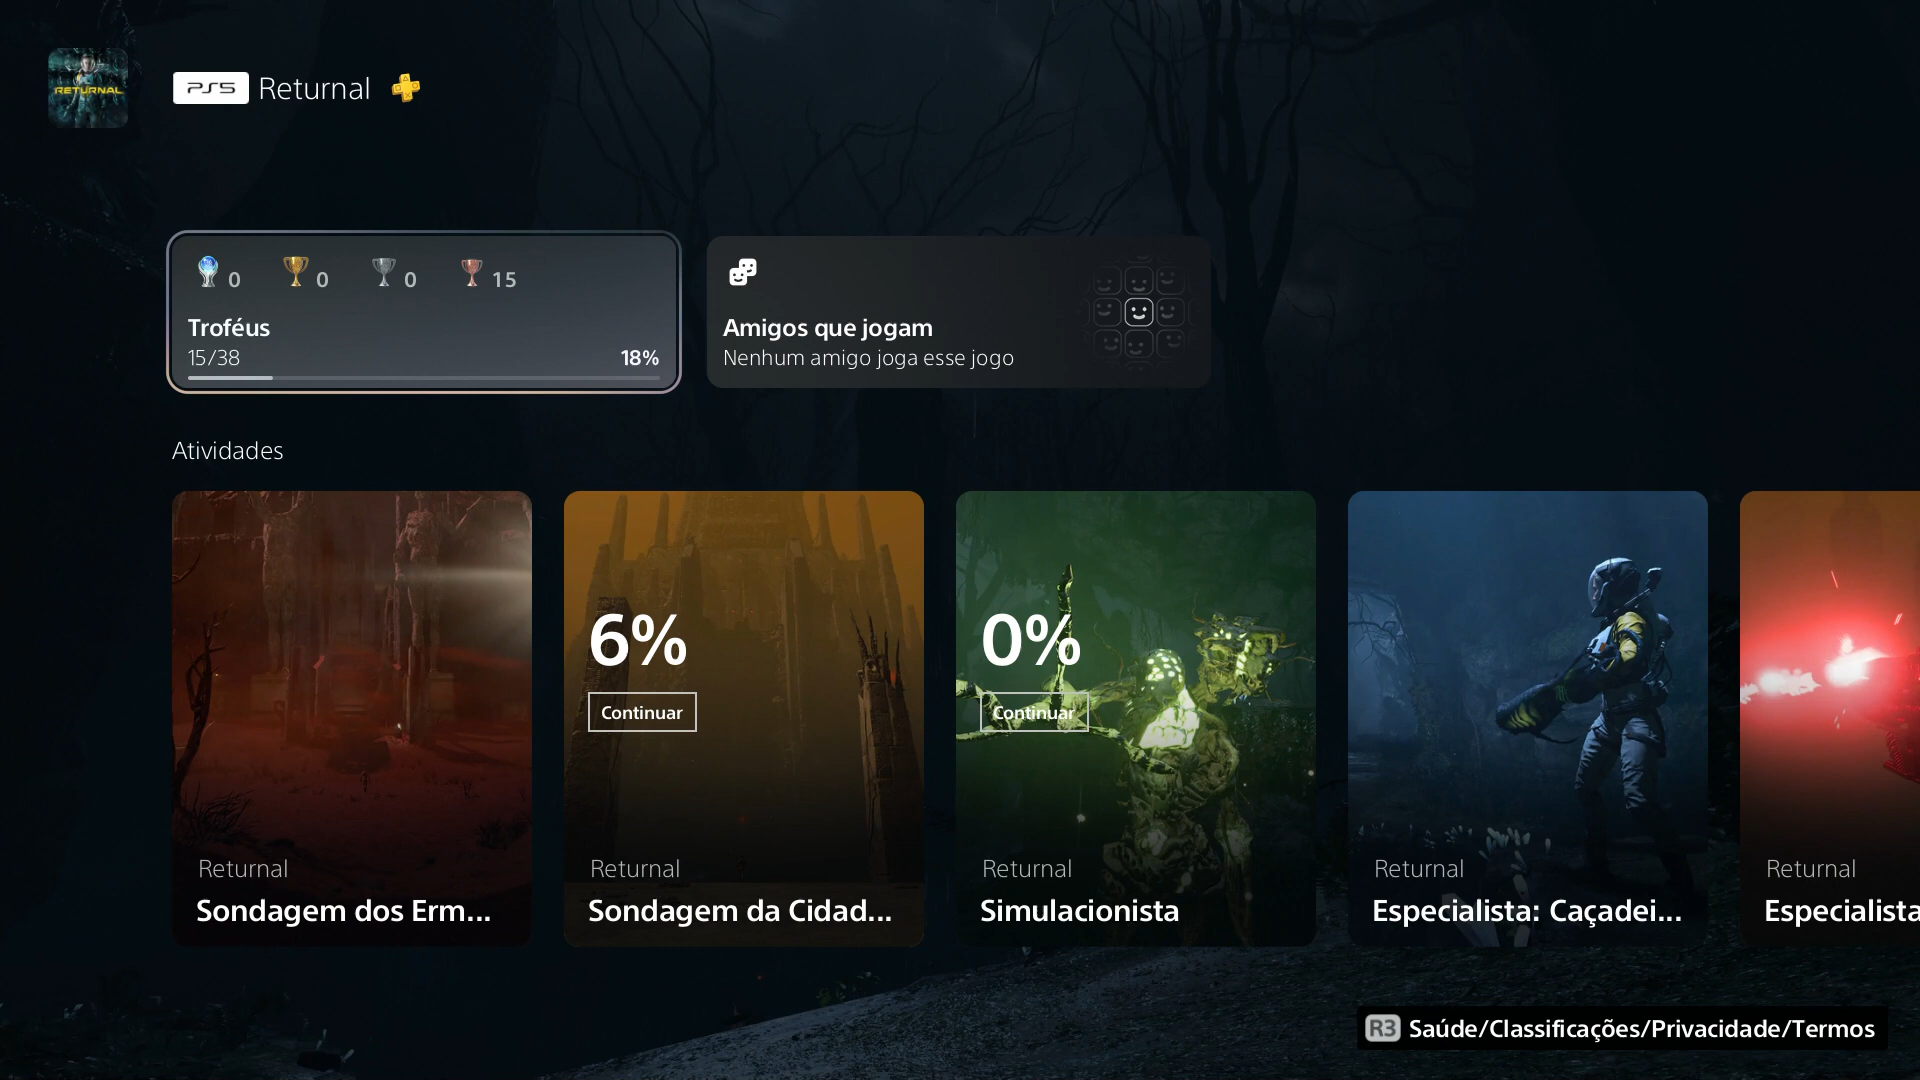 RETURNAL
PS5 Returnal
0 0 0 15
Troféus
15/38 18%
Amigos que jogam
Nenhum amigo joga esse jogo
Atividades
Returnal
Sondagem dos Erm...
6%
Continuar
Returnal
Sondagem da Cidad...
0%
Continuar
Returnal
Simulacionista
Returnal
Especialista: Caçadei...
Returnal
Especialista
R3 Saúde/Classificações/Privacidade/Termos